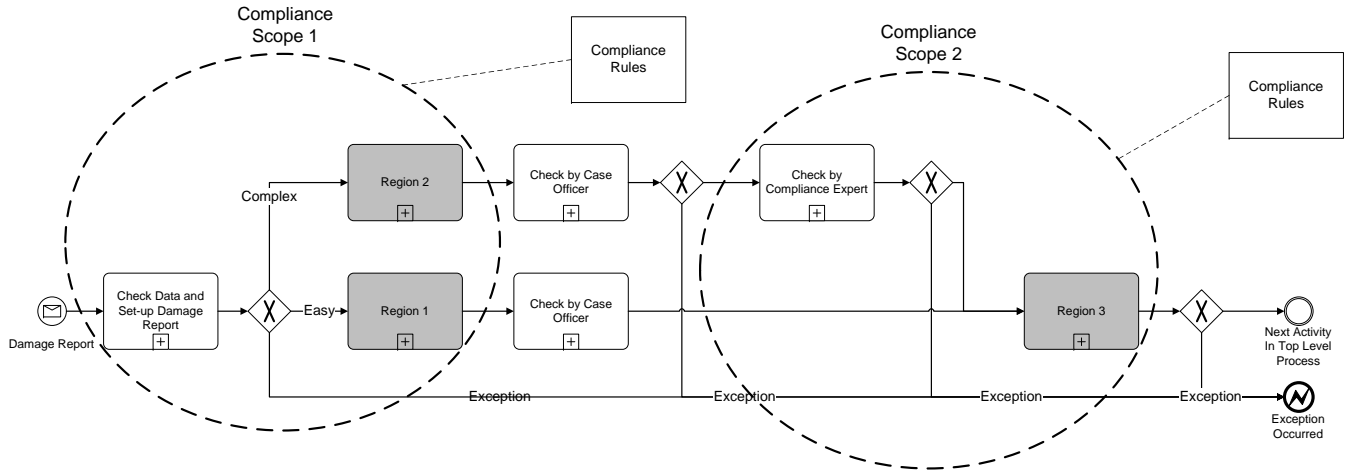 Compliance
Scope 1
Compliance
Rules
Compliance
Scope 2
Compliance
Rules
Complex
Region 2
Check by Case
Officer
X
Check by
Compliance Expert
X
Damage Report
Check Data and
Set-up Damage
Report
X
Easy
Region 1
Check by Case
Officer
Region 3
X
Next Activity
In Top Level
Process
Exception
Exception
Exception
Exception
Exception
Occurred